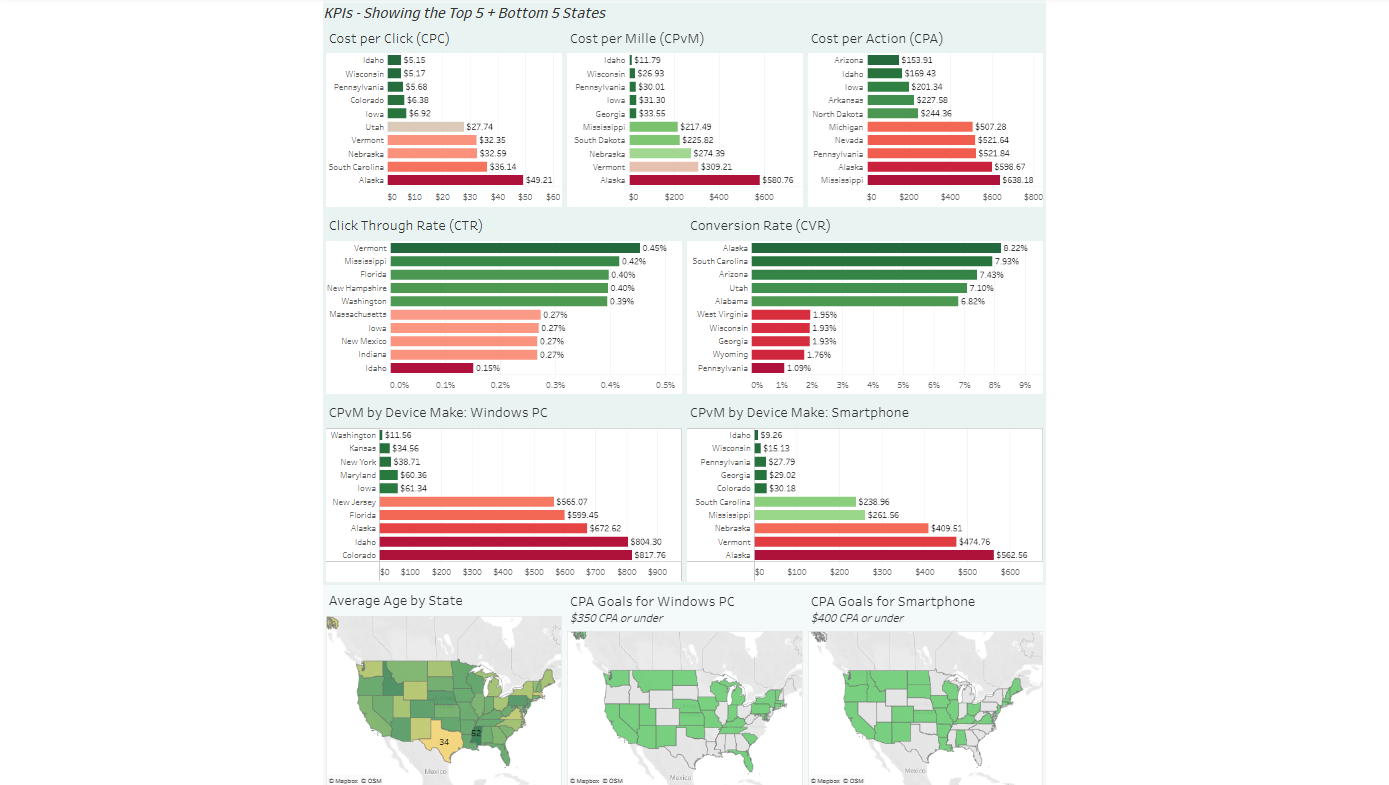 KPIs - Showing the Top 5 + Bottom 5 States
Cost per Click (CPC)
Idaho $5.15
Wisconsin $5.17
Pennsylvania $5.68
Colorado $6.38
Iowa $6.92
Utah $27.74
Vermont $32.35
Nebraska $32.59
South Carolina $36.14
Alaska $49.21
$0 $10 $20 $30 $40 $50 $60
Cost per Mille (CPvM)
Idaho $11.79
Wisconsin $26.93
Pennsylvania $30.01
Iowa $31.30
Georgia $33.55
Mississippi $217.49
South Dakota $225.82
Nebraska $274.39
Vermont $309.21
Alaska $580.76
$0 $200 $400 $600
Cost per Action (CPA)
Arizona $153.91
Idaho $169.43
Iowa $201.34
Arkansas $227.58
North Dakota $244.36
Michigan $507.28
Nevada $521.64
Pennsylvania $521.84
Alaska $598.67
Mississippi $638.18
$0 $200 $400 $600 $800
Click Through Rate (CTR)
Vermont 0.45%
Mississippi 0.42%
Florida 0.40%
New Hampshire 0.40%
Washington 0.39%
Massachusetts 0.27%
Iowa 0.27%
New Mexico 0.27%
Indiana 0.27%
Idaho 0.15%
0.0% 0.1% 0.2% 0.3% 0.4% 0.5%
Conversion Rate (CVR)
Alaska 8.22%
South Carolina 7.93%
Arizona 7.43%
Utah 7.10%
Alabama 6.82%
West Virginia 1.95%
Wisconsin 1.93%
Georgia 1.93%
Wyoming 1.76%
Pennsylvania 1.09%
0% 1% 2% 3% 4% 5% 6% 7% 8% 9%
CPvM by Device Make: Windows PC
Washington $11.56
Kansas $34.56
New York $38.71
Maryland $60.36
Iowa $61.34
New Jersey $565.07
Florida $599.45
Alaska $672.62
Idaho $804.30
Colorado $817.76
$0 $100 $200 $300 $400 $500 $600 $700 $800 $900
CPvM by Device Make: Smartphone
Idaho $9.26
Wisconsin $15.13
Pennsylvania $27.79
Georgia $29.02
Colorado $30.18
South Carolina $238.96
Mississippi $261.56
Nebraska $409.51
Vermont $474.76
Alaska $562.56
$0 $100 $200 $300 $400 $500 $600
Average Age by State
52
34
Mexico
© Mapbox © OSM
CPA Goals for Windows PC
$350 CPA or under
Mexico
© Mapbox © OSM
CPA Goals for Smartphone
$400 CPA or under
Mexico
© Mapbox © OSM